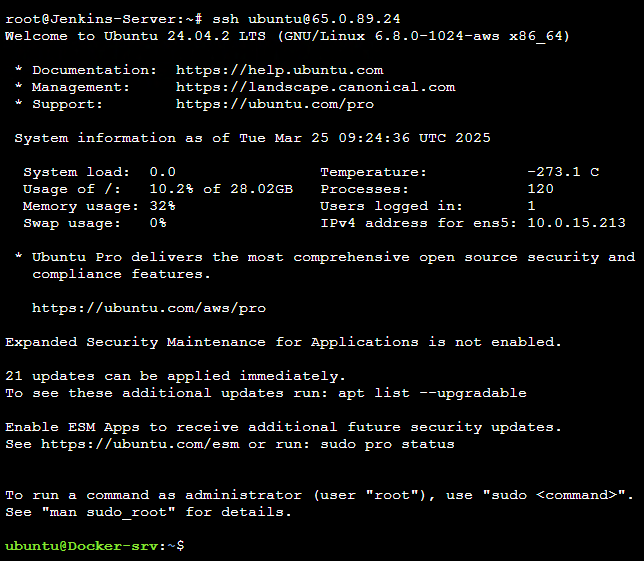 root@Jenkins-Server:~# ssh ubuntu@65.0.89.24
Welcome to Ubuntu 24.04.2 LTS (GNU/Linux 6.8.0-1024-aws x86_64)
* Documentation:  https://help.ubuntu.com
* Management:     https://landscape.canonical.com
* Support:        https://ubuntu.com/pro
System information as of Tue Mar 25 09:24:36 UTC 2025
System load:  0.0                Temperature:           -273.1 C
Usage of /:   10.2% of 28.02GB   Processes:             120
Memory usage: 32%                Users logged in:       1
Swap usage:   0%                 IPv4 address for ens5: 10.0.15.213
* Ubuntu Pro delivers the most comprehensive open source security and
compliance features.
https://ubuntu.com/aws/pro
Expanded Security Maintenance for Applications is not enabled.
21 updates can be applied immediately.
To see these additional updates run: apt list --upgradable
Enable ESM Apps to receive additional future security updates.
See https://ubuntu.com/esm or run: sudo pro status
To run a command as administrator (user "root"), use "sudo <command>".
See "man sudo_root" for details.
ubuntu@Docker-srv:~$